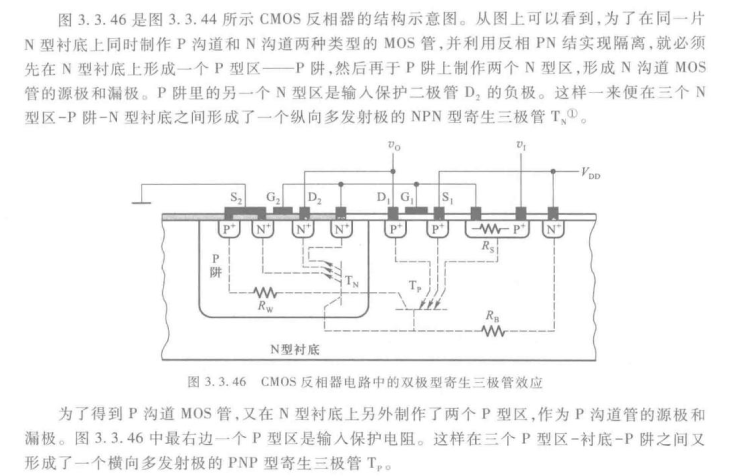 图 3.3.46 是图 3.3.44 所示 CMOS 反相器的结构示意图。从图上可以看到,为了在同一片
N 型衬底上同时制作 P 沟道和 N 沟道两种类型的 MOS 管,并利用反相 PN 结实现隔离,就必须
先在 N 型衬底上形成一个 P 型区——P 阱,然后再于 P 阱上制作两个 N 型区,形成 N 沟道 MOS
管的源极和漏极。P 阱里的另一个 N 型区是输入保护二极管 D₂ 的负极。这样一来便在三个 N
型区-P 阱-N 型衬底之间形成了一个纵向多发射极的 NPN 型寄生三极管 T_N①。
v_O v_I
V_DD
S₂ G₂ D₂ D₁ G₁ S₁
P⁺ N⁺ N⁺ N⁺ P⁺ P⁺ P⁺ N⁺
R_S
P
阱
T_N T_P
R_W
R_B
N型衬底
图 3.3.46 CMOS 反相器电路中的双极型寄生三极管效应
为了得到 P 沟道 MOS 管,又在 N 型衬底上另外制作了两个 P 型区,作为 P 沟道管的源极和
漏极。图 3.3.46 中最右边一个 P 型区是输入保护电阻。这样在三个 P 型区-衬底-P 阱之间又
形成了一个横向多发射极的 PNP 型寄生三极管 T_P。